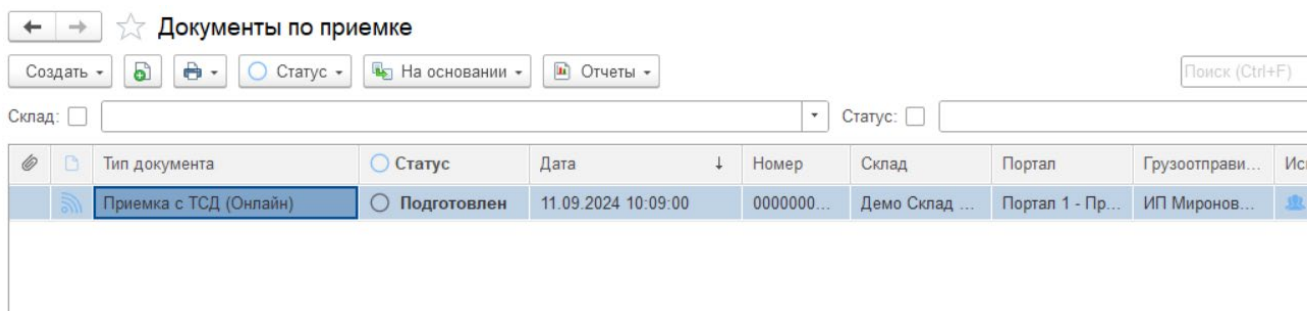 Документы по приемке
Создать Статус На основании Отчеты Поиск (Ctrl+F)
Склад: Статус:
Тип документа Статус Дата ↓ Номер Склад Портал Грузоотправи... Ис
Приемка с ТСД (Онлайн) Подготовлен 11.09.2024 10:09:00 0000000... Демо Склад ... Портал 1 - Пр... ИП Миронов...